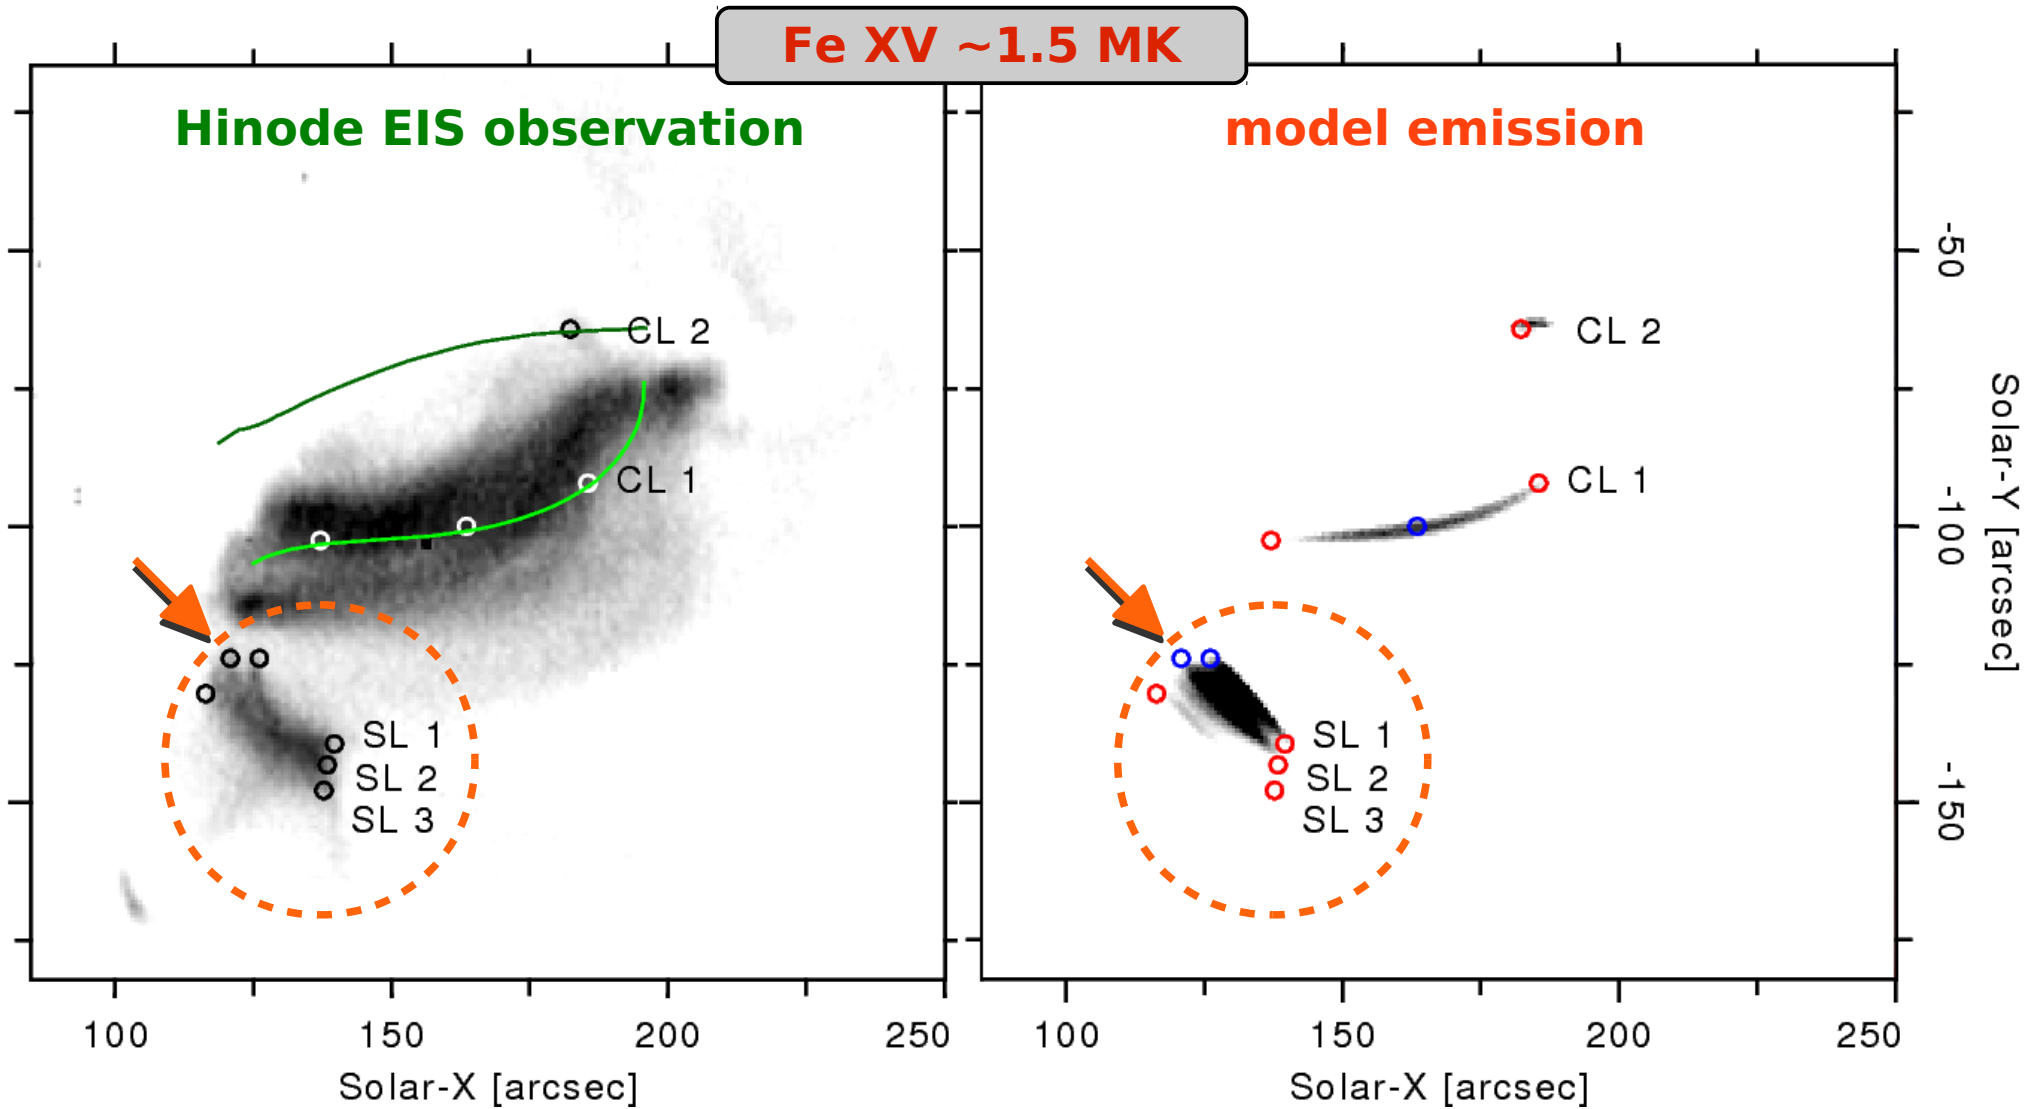 Fe XV ~1.5 MK
Hinode EIS observation
CL 2
CL 1
SL 1
SL 2
SL 3
100 150 200 250
Solar-X [arcsec]
model emission
CL 2
CL 1
SL 1
SL 2
SL 3
100 150 200 250
Solar-X [arcsec]
-50
-100
-150
Solar-Y [arcsec]